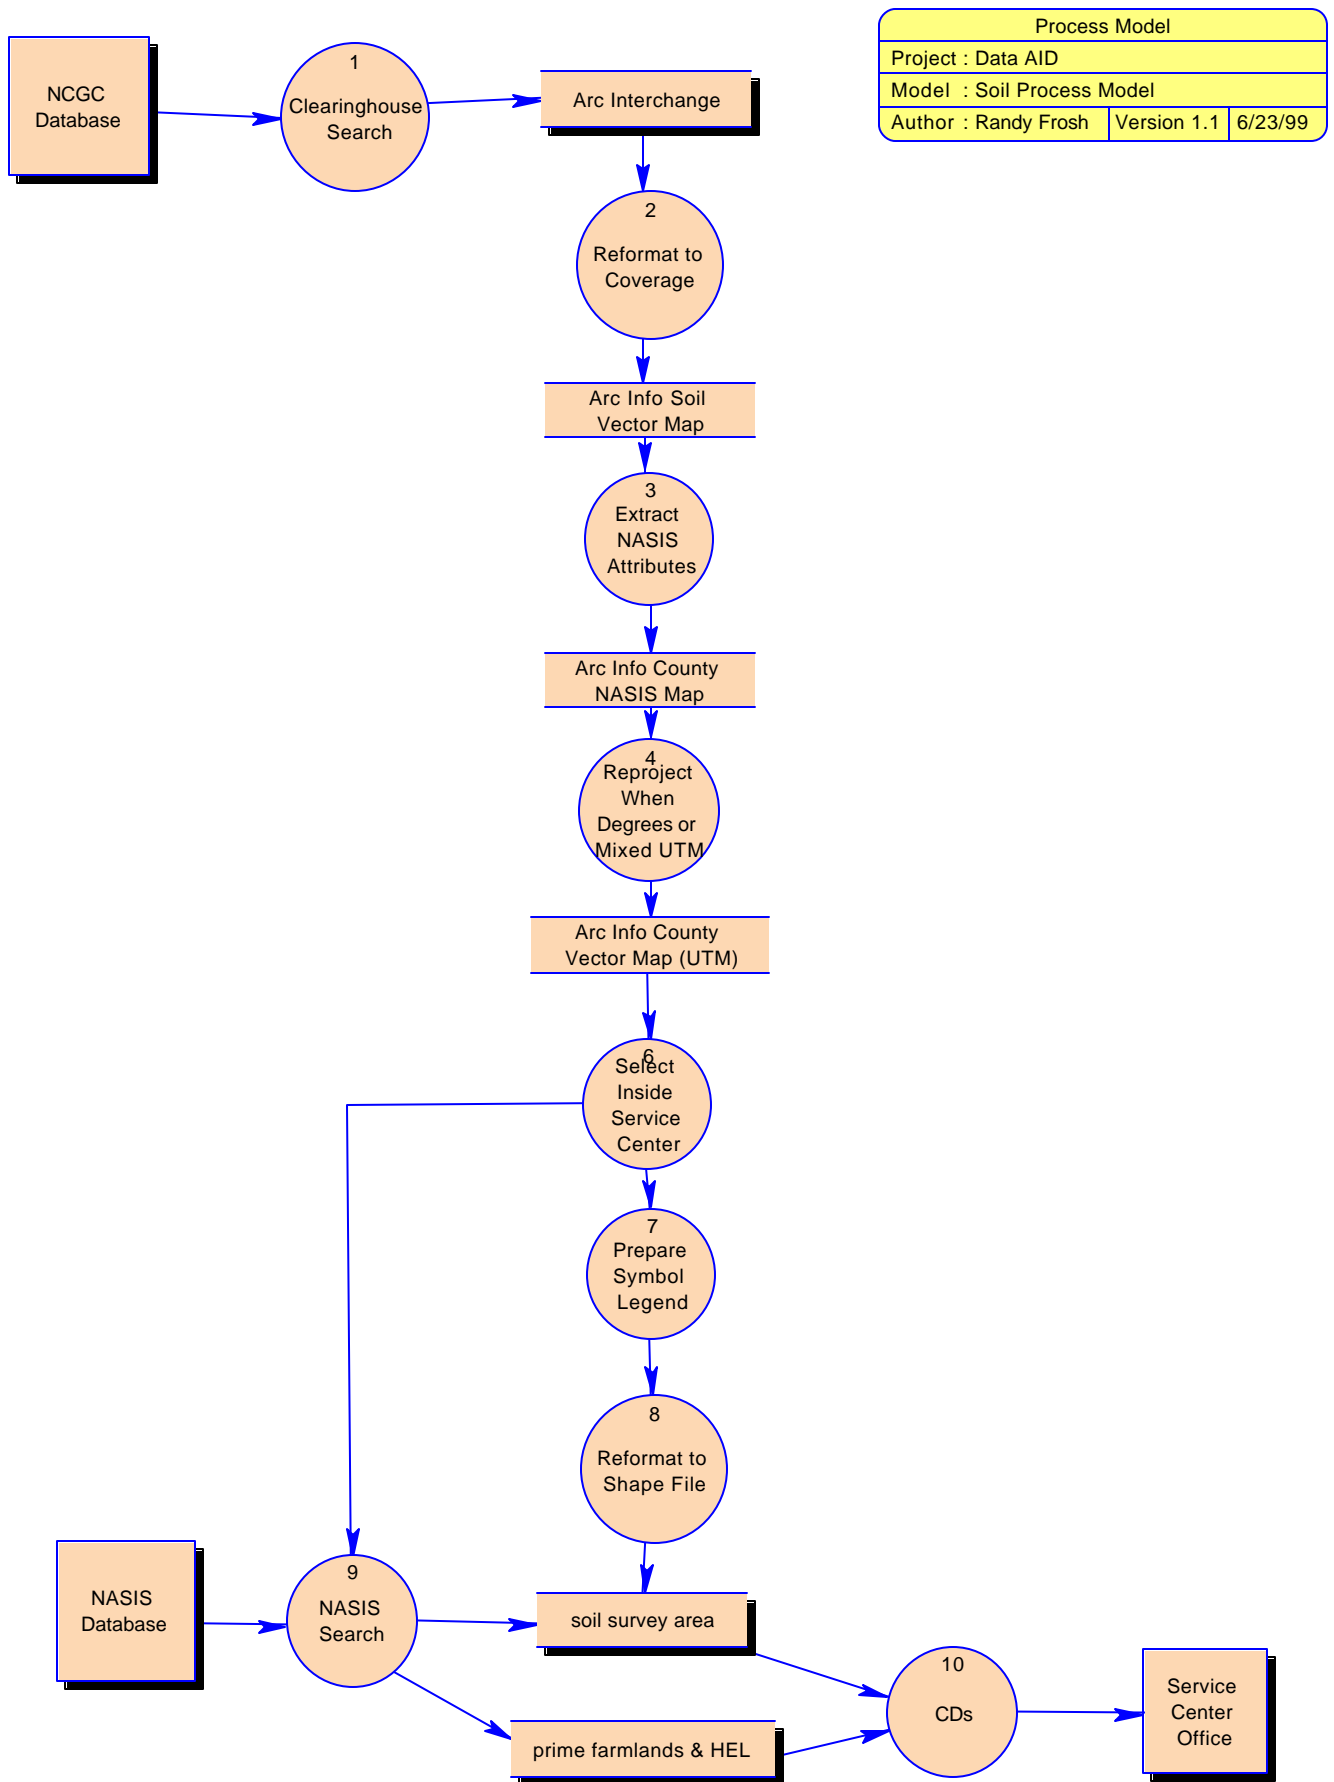 Process Model
Project : Data AID
Model : Soil Process Model
Author : Randy Frosh Version 1.1 6/23/99
NCGC
Database
1
Clearinghouse
Search
Arc Interchange
2
Reformat to
Coverage
Arc Info Soil
Vector Map
3
Extract
NASIS
Attributes
Arc Info County
NASIS Map
4
Reproject
When
Degrees or
Mixed UTM
Arc Info County
Vector Map (UTM)
6
Select
Inside
Service
Center
7
Prepare
Symbol
Legend
8
Reformat to
Shape File
NASIS
Database
9
NASIS
Search
soil survey area
prime farmlands & HEL
10
CDs
Service
Center
Office